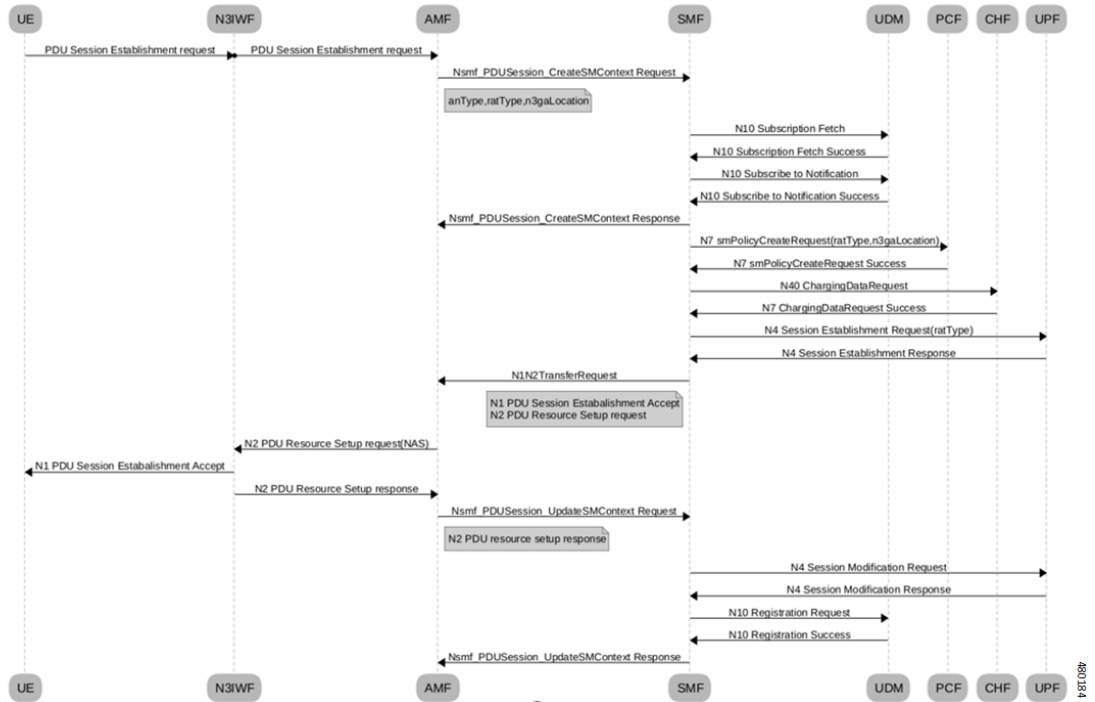 UE N3IWF AMF SMF UDM PCF CHF UPF
PDU Session Establishment request PDU Session Establishment request
Nsmf_PDUSession_CreateSMContext Request
anType,ratType,n3gaLocation
N10 Subscription Fetch
N10 Subscription Fetch Success
N10 Subscribe to Notification
N10 Subscribe to Notification Success
Nsmf_PDUSession_CreateSMContext Response
N7 smPolicyCreateRequest(ratType,n3gaLocation)
N7 smPolicyCreateRequest Success
N40 ChargingDataRequest
N7 ChargingDataRequest Success
N4 Session Establishment Request(ratType)
N4 Session Establishment Response
N1N2TransferRequest
N1 PDU Session Estabalishment Accept
N2 PDU Resource Setup request
N2 PDU Resource Setup request(NAS)
N1 PDU Session Estabalishment Accept
N2 PDU Resource Setup response
Nsmf_PDUSession_UpdateSMContext Request
N2 PDU resource setup response
N4 Session Modification Request
N4 Session Modification Response
N10 Registration Request
N10 Registration Success
Nsmf_PDUSession_UpdateSMContext Response
UE N3IWF AMF SMF UDM PCF CHF UPF
480184